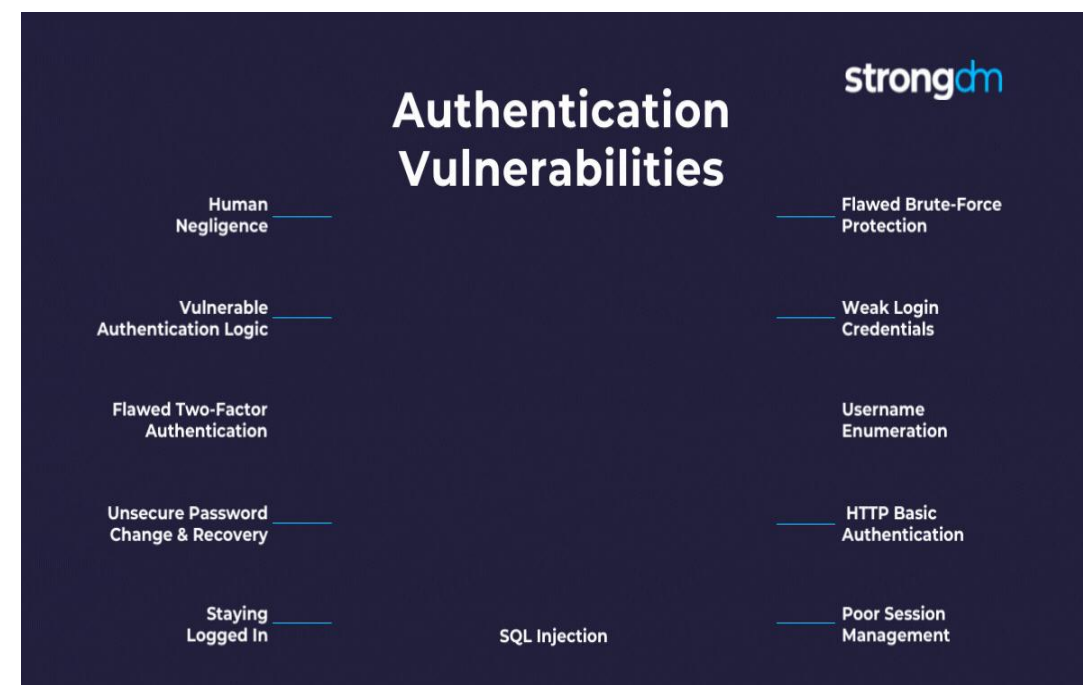 strongdm
Authentication
Vulnerabilities
Human
Negligence
Flawed Brute-Force
Protection
Vulnerable
Authentication Logic
Weak Login
Credentials
Flawed Two-Factor
Authentication
Username
Enumeration
Unsecure Password
Change & Recovery
HTTP Basic
Authentication
Staying
Logged In
SQL Injection
Poor Session
Management